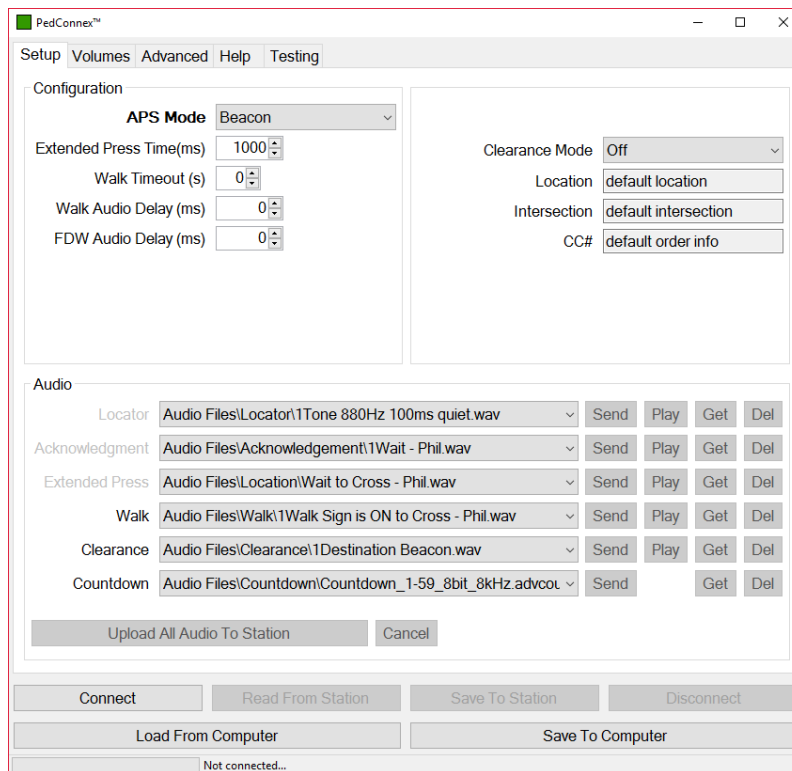 PedConnex™
Setup Volumes Advanced Help Testing
Configuration
APS Mode Beacon
Extended Press Time(ms) 1000
Walk Timeout (s) 0
Walk Audio Delay (ms) 0
FDW Audio Delay (ms) 0
Clearance Mode Off
Location default location
Intersection default intersection
CC# default order info
Audio
Locator Audio Files\Locator\1Tone 880Hz 100ms quiet.wav Send Play Get Del
Acknowledgment Audio Files\Acknowledgement\1Wait - Phil.wav Send Play Get Del
Extended Press Audio Files\Location\Wait to Cross - Phil.wav Send Play Get Del
Walk Audio Files\Walk\1Walk Sign is ON to Cross - Phil.wav Send Play Get Del
Clearance Audio Files\Clearance\1Destination Beacon.wav Send Play Get Del
Countdown Audio Files\Countdown\Countdown_1-59_8bit_8kHz.advcou Send Get Del
Upload All Audio To Station Cancel
Connect Read From Station Save To Station Disconnect
Load From Computer Save To Computer
Not connected...